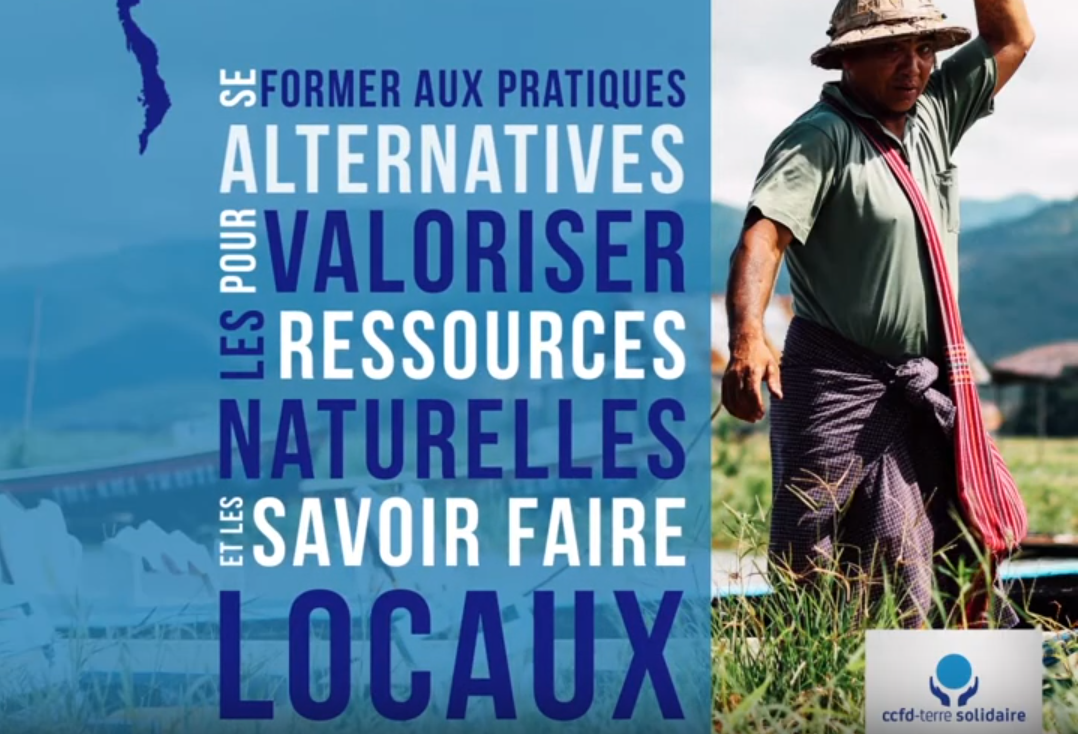 SE FORMER AUX PRATIQUES
ALTERNATIVES
POUR VALORISER
LES RESSOURCES
NATURELLES
ET LES SAVOIR FAIRE
LOCAUX
ccfd-terre solidaire